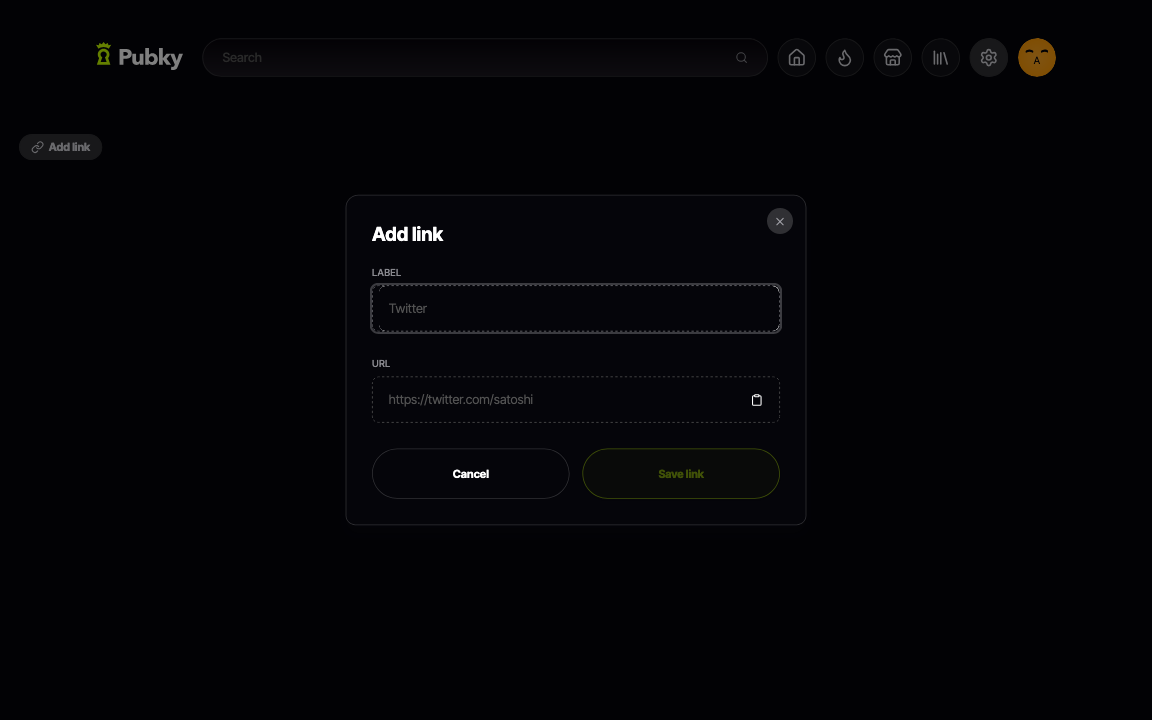 Pubky
Search
A
Add link
Add link
LABEL
Twitter
URL
https://twitter.com/satoshi
Cancel
Save link